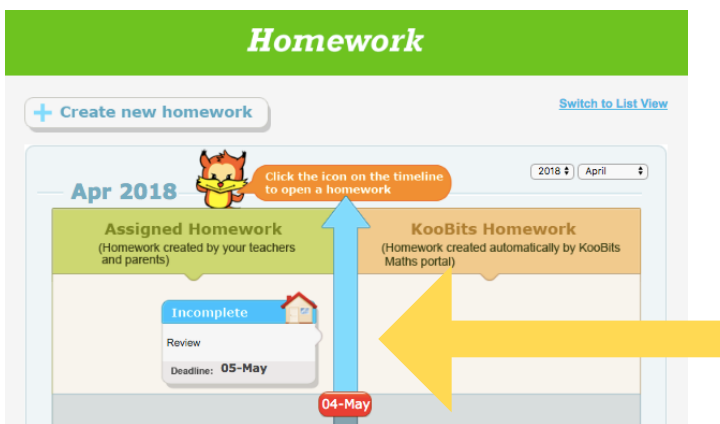 Homework
Create new homework
Switch to List View
Click the icon on the timeline
to open a homework
2018
April
Apr 2018
Assigned Homework
(Homework created by your teachers
and parents)
KooBits Homework
(Homework created automatically by KooBits
Maths portal)
Incomplete
Review
Deadline: 05-May
04-May